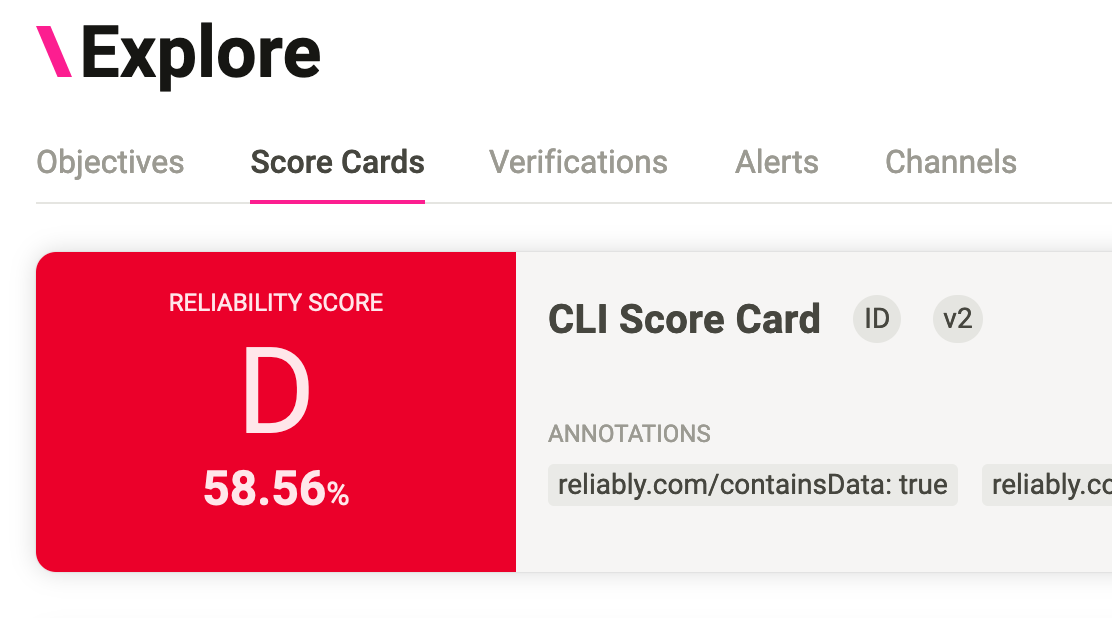 \Explore
Objectives Score Cards Verifications Alerts Channels
RELIABILITY SCORE
D
58.56%
CLI Score Card ID v2
ANNOTATIONS
reliably.com/containsData: true reliably.co